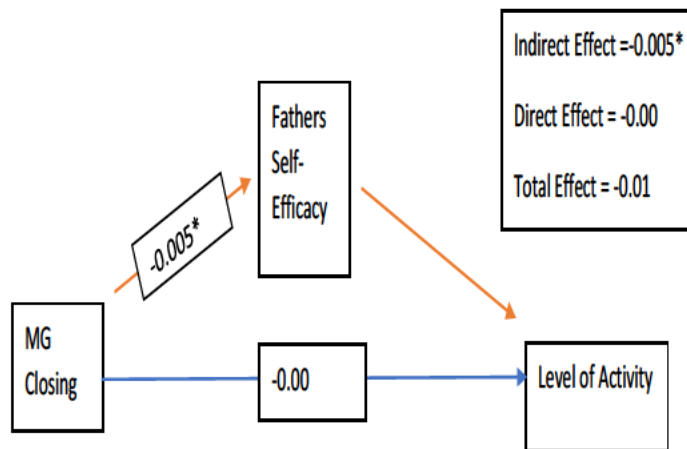 Indirect Effect =-0.005*
Direct Effect = -0.00
Total Effect = -0.01
Fathers
Self-
Efficacy
-0.005*
MG
Closing
-0.00
Level of Activity